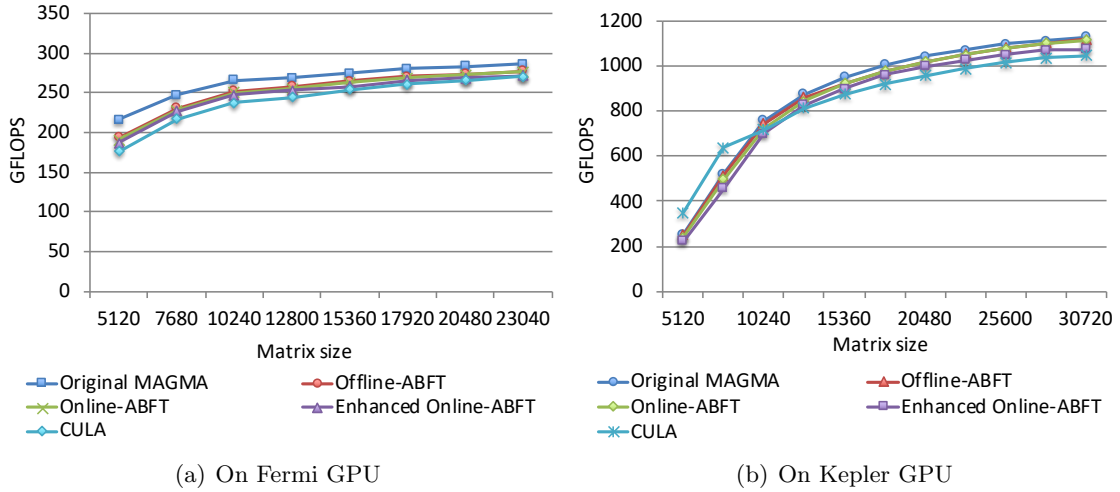 350
300
250
200
150
100
50
0
GFLOPS
5120 7680 10240 12800 15360 17920 20480 23040
Matrix size
Original MAGMA Offline-ABFT
Online-ABFT Enhanced Online-ABFT
CULA
(a) On Fermi GPU
1200
1000
800
600
400
200
0
GFLOPS
5120 10240 15360 20480 25600 30720
Matrix size
Original MAGMA Offline-ABFT
Online-ABFT Enhanced Online-ABFT
CULA
(b) On Kepler GPU